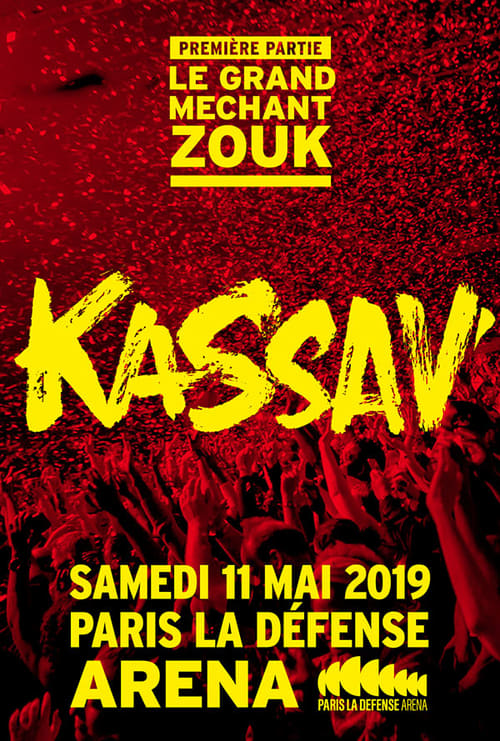 PREMIÈRE PARTIE
LE GRAND
MECHANT
ZOUK
KASSAV'
SAMEDI 11 MAI 2019
PARIS LA DÉFENSE
ARENA
PARIS LA DEFENSE ARENA